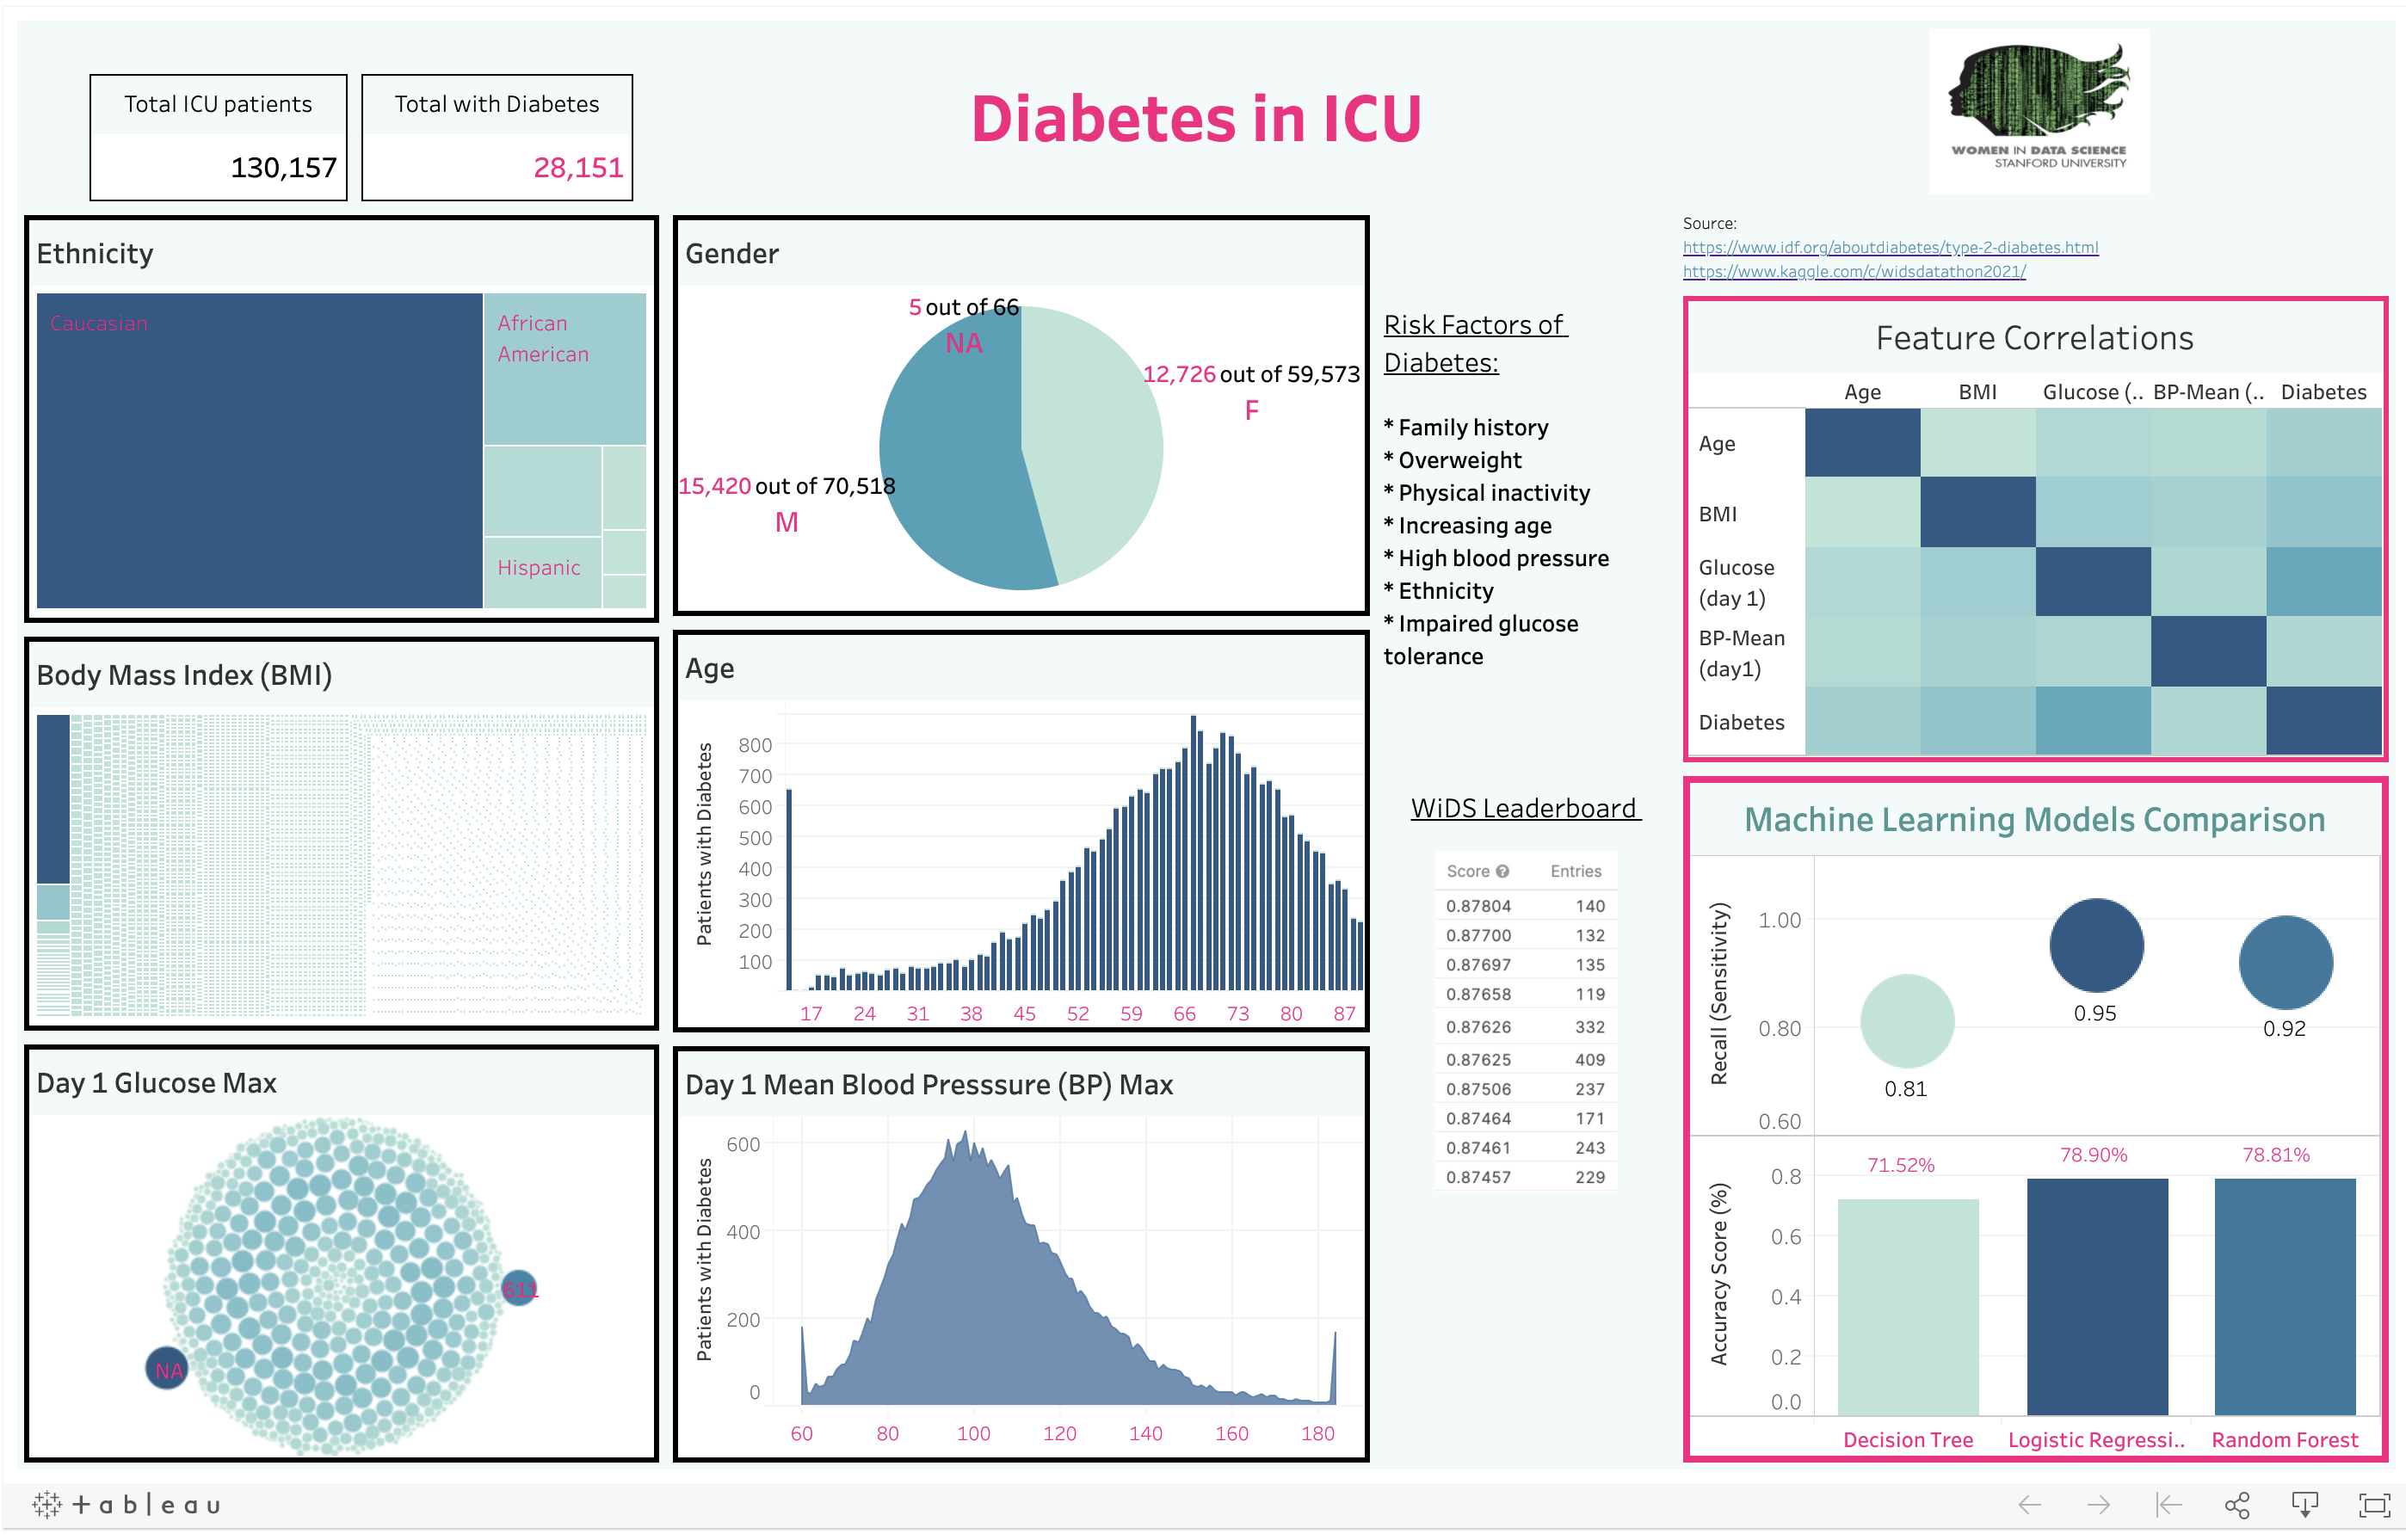 Total ICU patients
130,157
Total with Diabetes
28,151
Diabetes in ICU
WOMEN IN DATA SCIENCE
STANFORD UNIVERSITY
Source:
https://www.idf.org/aboutdiabetes/type-2-diabetes.html
https://www.kaggle.com/c/widsdatathon2021/
Ethnicity
Caucasian
African
American
Hispanic
Gender
5 out of 66
NA
12,726 out of 59,573
F
15,420 out of 70,518
M
Risk Factors of
Diabetes:
* Family history
* Overweight
* Physical inactivity
* Increasing age
* High blood pressure
* Ethnicity
* Impaired glucose
tolerance
Feature Correlations
Age BMI Glucose (.. BP-Mean (.. Diabetes
Age
BMI
Glucose
(day 1)
BP-Mean
(day1)
Diabetes
Body Mass Index (BMI)
Age
Patients with Diabetes
800
700
600
500
400
300
200
100
17 24 31 38 45 52 59 66 73 80 87
WiDS Leaderboard
Score ? Entries
0.87804 140
0.87700 132
0.87697 135
0.87658 119
0.87626 332
0.87625 409
0.87506 237
0.87464 171
0.87461 243
0.87457 229
Machine Learning Models Comparison
Recall (Sensitivity)
1.00
0.80
0.60
0.81
0.95
0.92
Accuracy Score (%)
0.8
0.6
0.4
0.2
0.0
71.52% 78.90% 78.81%
Decision Tree Logistic Regressi.. Random Forest
Day 1 Glucose Max
611
NA
Day 1 Mean Blood Presssure (BP) Max
Patients with Diabetes
600
400
200
0
60 80 100 120 140 160 180
+ a b l e a u